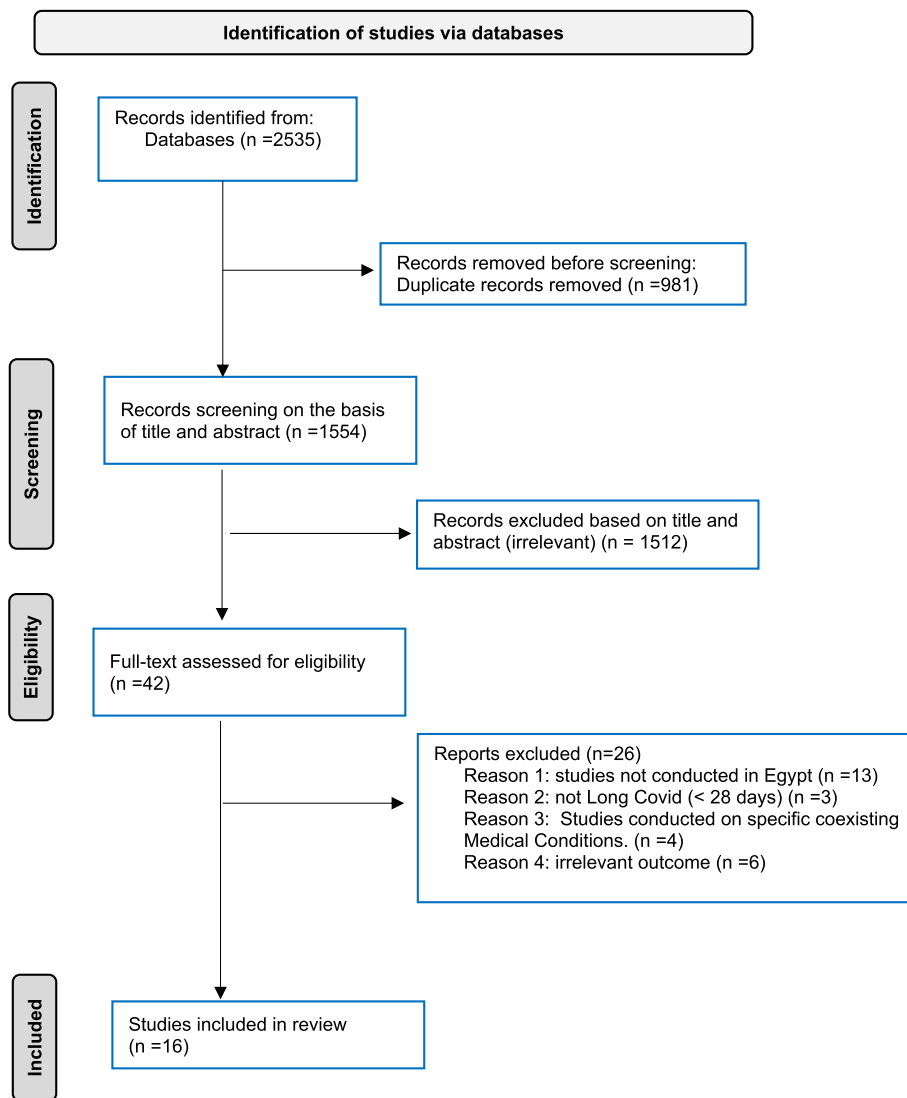 Identification of studies via databases
Identification
Records identified from:
Databases (n =2535)
Records removed before screening:
Duplicate records removed (n =981)
Screening
Records screening on the basis
of title and abstract (n =1554)
Records excluded based on title and
abstract (irrelevant) (n = 1512)
Eligibility
Full-text assessed for eligibility
(n =42)
Reports excluded (n=26)
Reason 1: studies not conducted in Egypt (n =13)
Reason 2: not Long Covid (< 28 days) (n =3)
Reason 3:  Studies conducted on specific coexisting
Medical Conditions. (n =4)
Reason 4: irrelevant outcome (n =6)
Included
Studies included in review
(n =16)